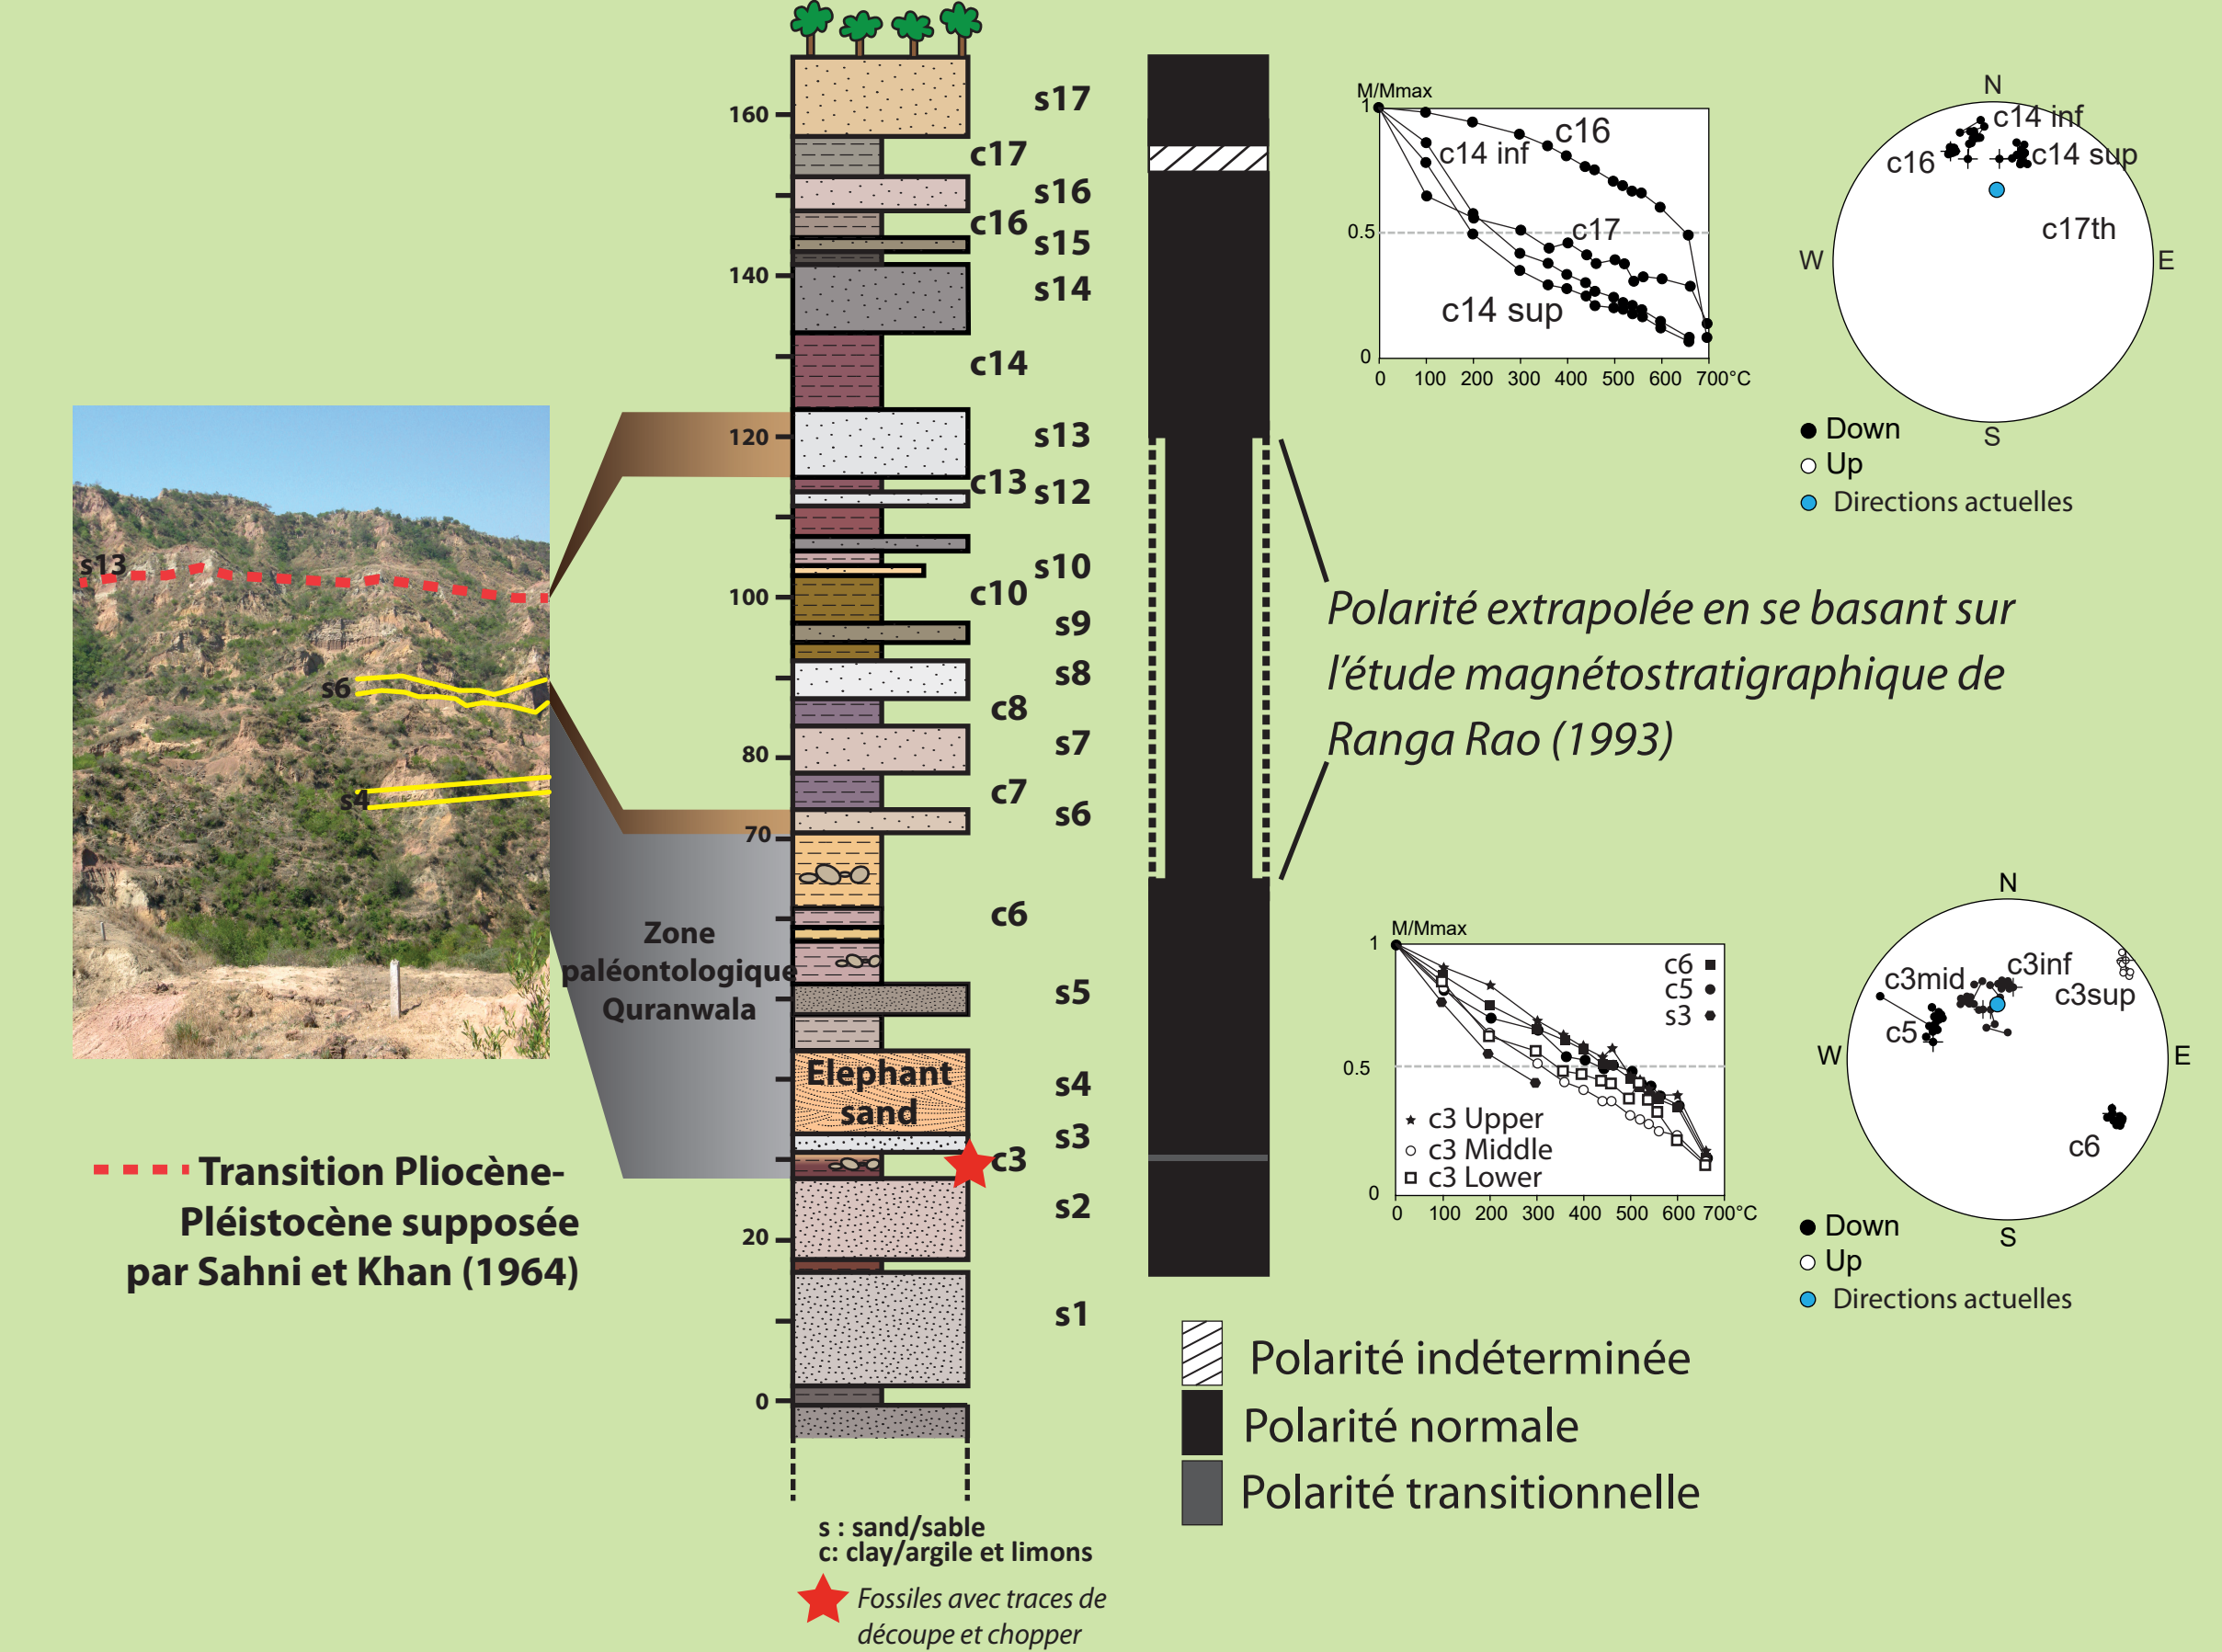 s17
160
c17
s16
c16
s15
140
s14
c14
120
s13
c13
s12
s10
100
c10
s9
s8
c8
80
s7
c7
70
s6
c6
s5
Elephant
sand
s4
s3
c3
20
s2
s1
0
s : sand/sable
c: clay/argile et limons
Fossiles avec traces de
découpe et chopper
s13
s6
s4
Zone
paléontologique
Quranwala
Transition Pliocène-
Pléistocène supposée
par Sahni et Khan (1964)
M/Mmax
1
c16
c14 inf
0.5
c17
c14 sup
0
0 100 200 300 400 500 600 700°C
N
c14 inf
c16
c14 sup
c17th
W
E
S
Down
Up
Directions actuelles
Polarité extrapolée en se basant sur
l'étude magnétostratigraphique de
Ranga Rao (1993)
M/Mmax
1
c6
c5
s3
0.5
c3 Upper
c3 Middle
c3 Lower
0
0 100 200 300 400 500 600 700°C
N
c3mid
c3inf
c3sup
c5
W
E
c6
S
Down
Up
Directions actuelles
Polarité indéterminée
Polarité normale
Polarité transitionnelle